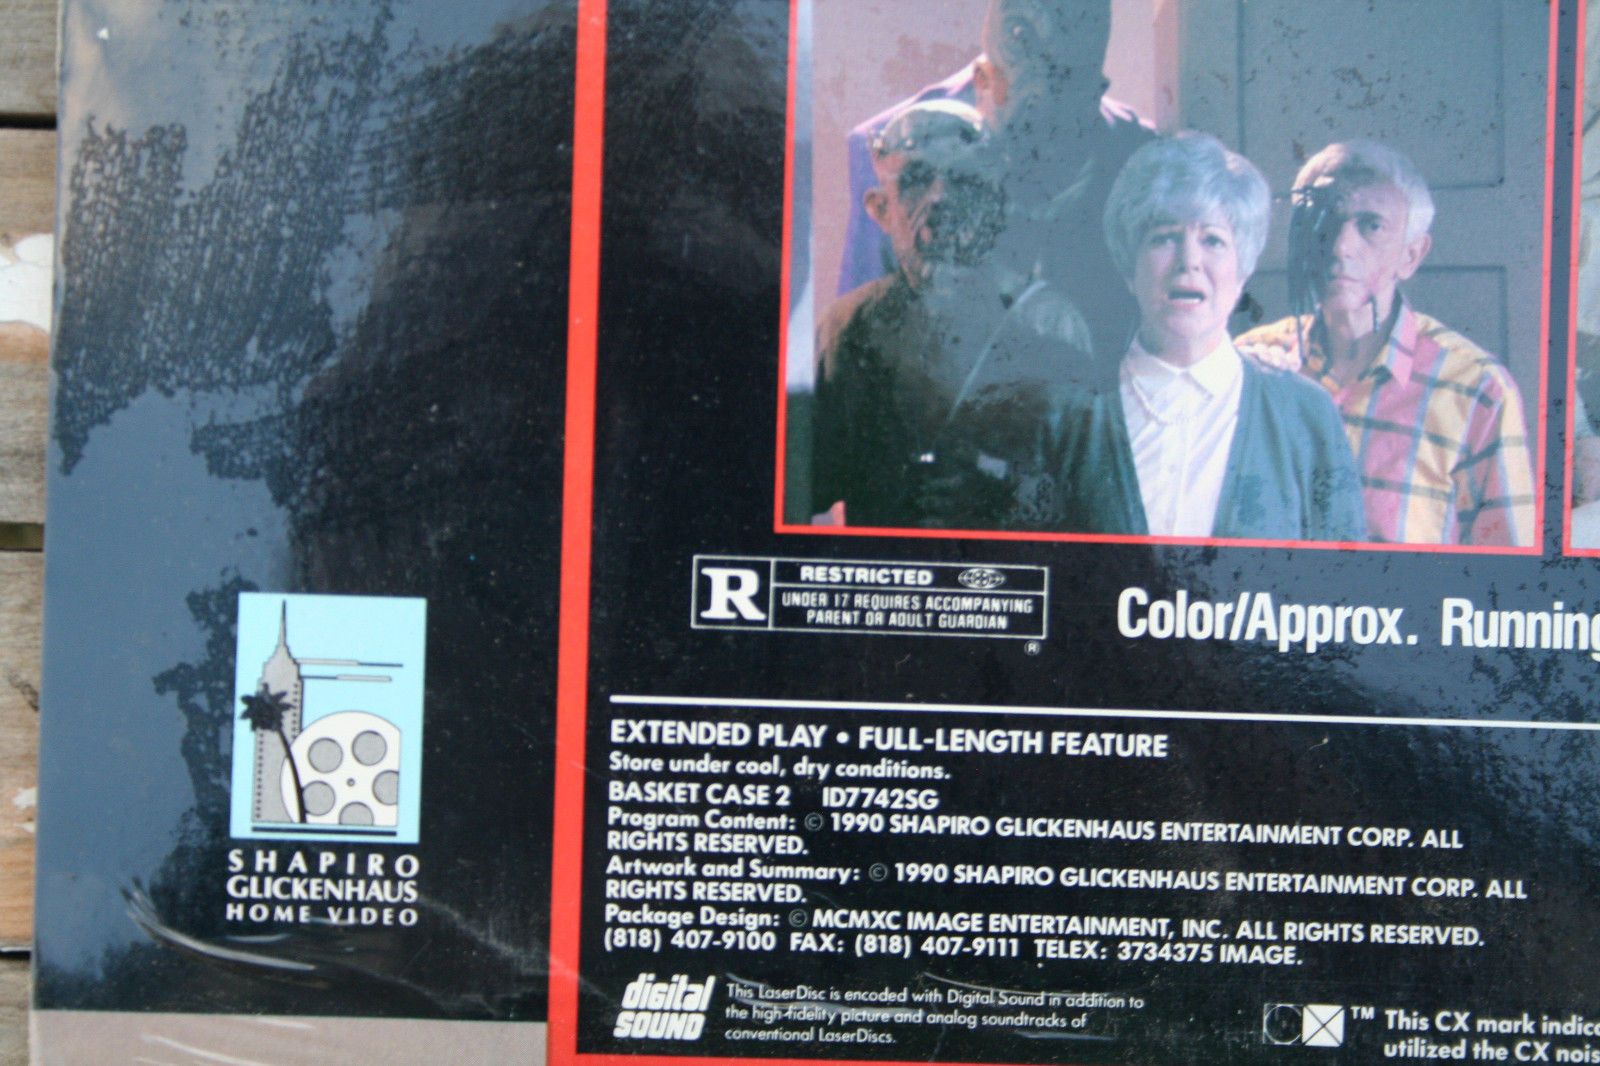 R RESTRICTED
UNDER 17 REQUIRES ACCOMPANYING
PARENT OR ADULT GUARDIAN
®
Color/Approx. Running
EXTENDED PLAY • FULL-LENGTH FEATURE
Store under cool, dry conditions.
BASKET CASE 2 ID7742SG
Program Content: © 1990 SHAPIRO GLICKENHAUS ENTERTAINMENT CORP. ALL
RIGHTS RESERVED.
Artwork and Summary: © 1990 SHAPIRO GLICKENHAUS ENTERTAINMENT CORP. ALL
RIGHTS RESERVED.
Package Design: © MCMXC IMAGE ENTERTAINMENT, INC. ALL RIGHTS RESERVED.
(818) 407-9100 FAX: (818) 407-9111 TELEX: 3734375 IMAGE.
SHAPIRO
GLICKENHAUS
HOME VIDEO
digital
SOUND
This LaserDisc is encoded with Digital Sound in addition to
the high-fidelity picture and analog soundtracks of
conventional LaserDiscs.
CX ™ This CX mark
utilized the CX